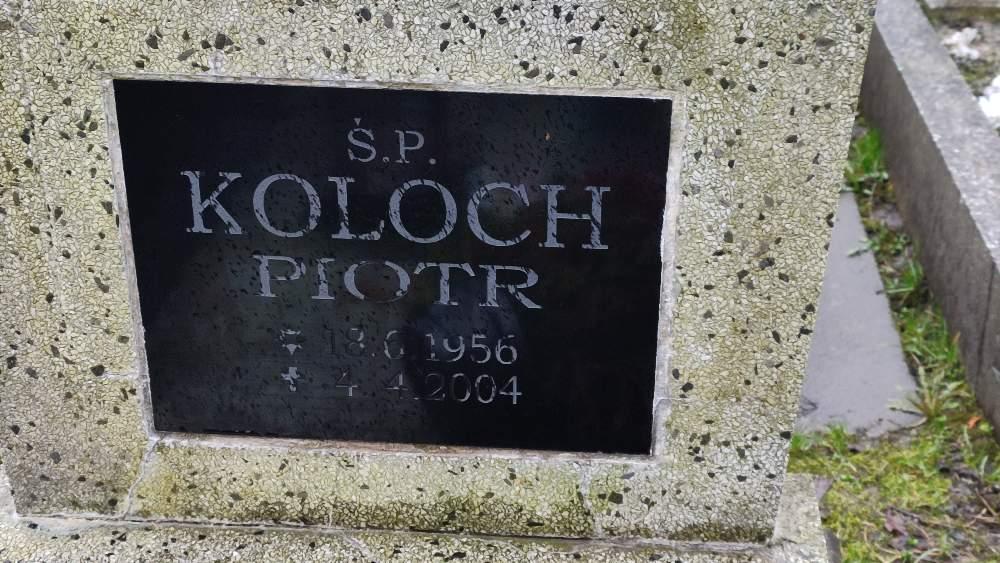 Ś.P.
KOLOCH
PIOTR
* 18.6.1956
† 4.4.2004